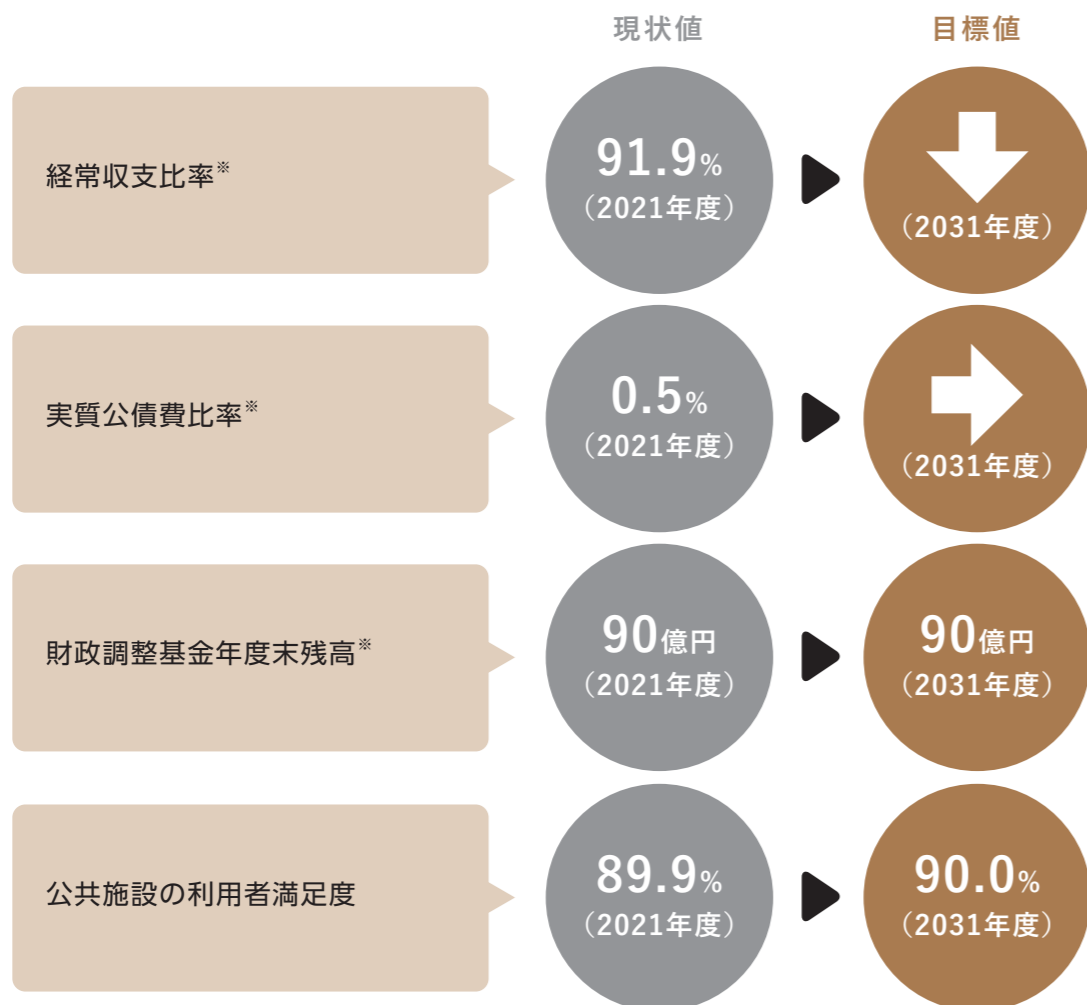 現状値 目標値
経常収支比率※
91.9%
（2021年度）
（2031年度）
実質公債費比率※
0.5%
（2021年度）
（2031年度）
財政調整基金年度末残高※
90億円
（2021年度）
90億円
（2031年度）
公共施設の利用者満足度
89.9%
（2021年度）
90.0%
（2031年度）